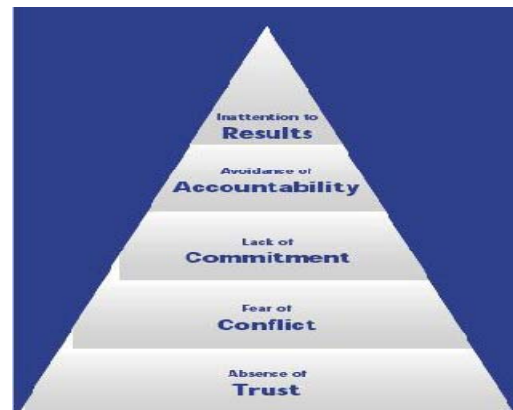 Inattention to
Results
Avoidance of
Accountability
Lack of
Commitment
Fear of
Conflict
Absence of
Trust